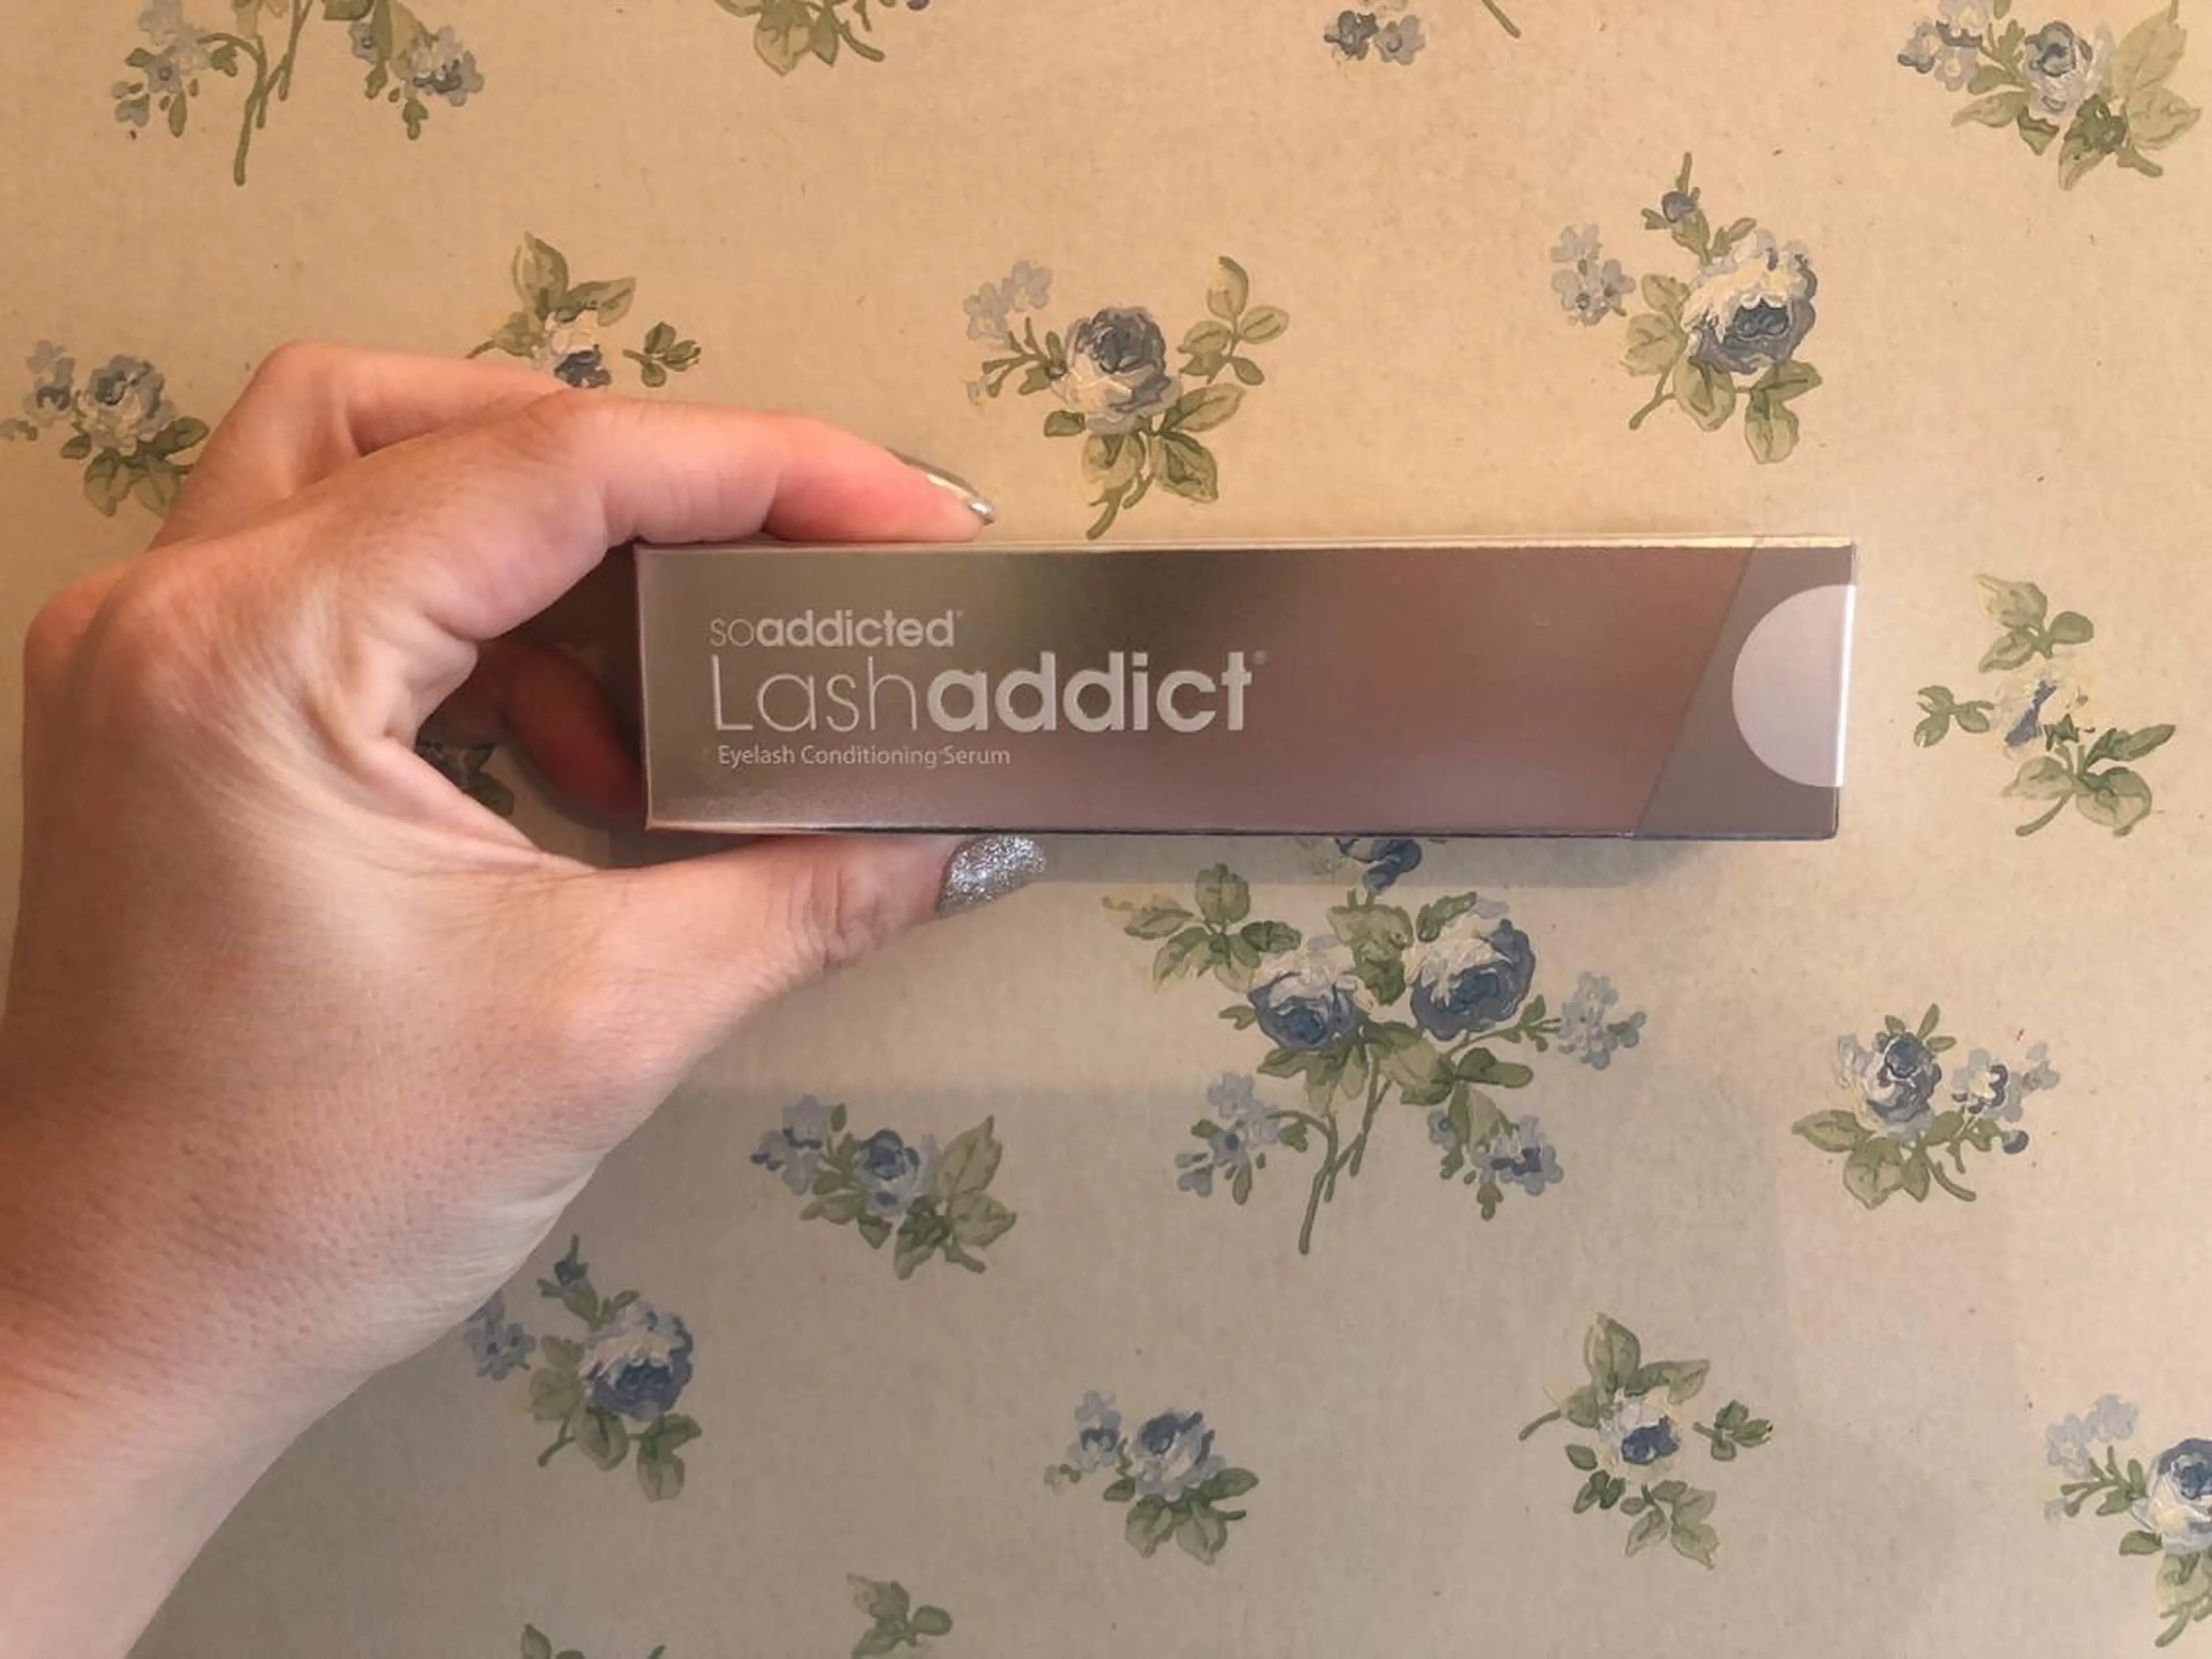 soaddicted®
Lashaddict®
Eyelash Conditioning Serum